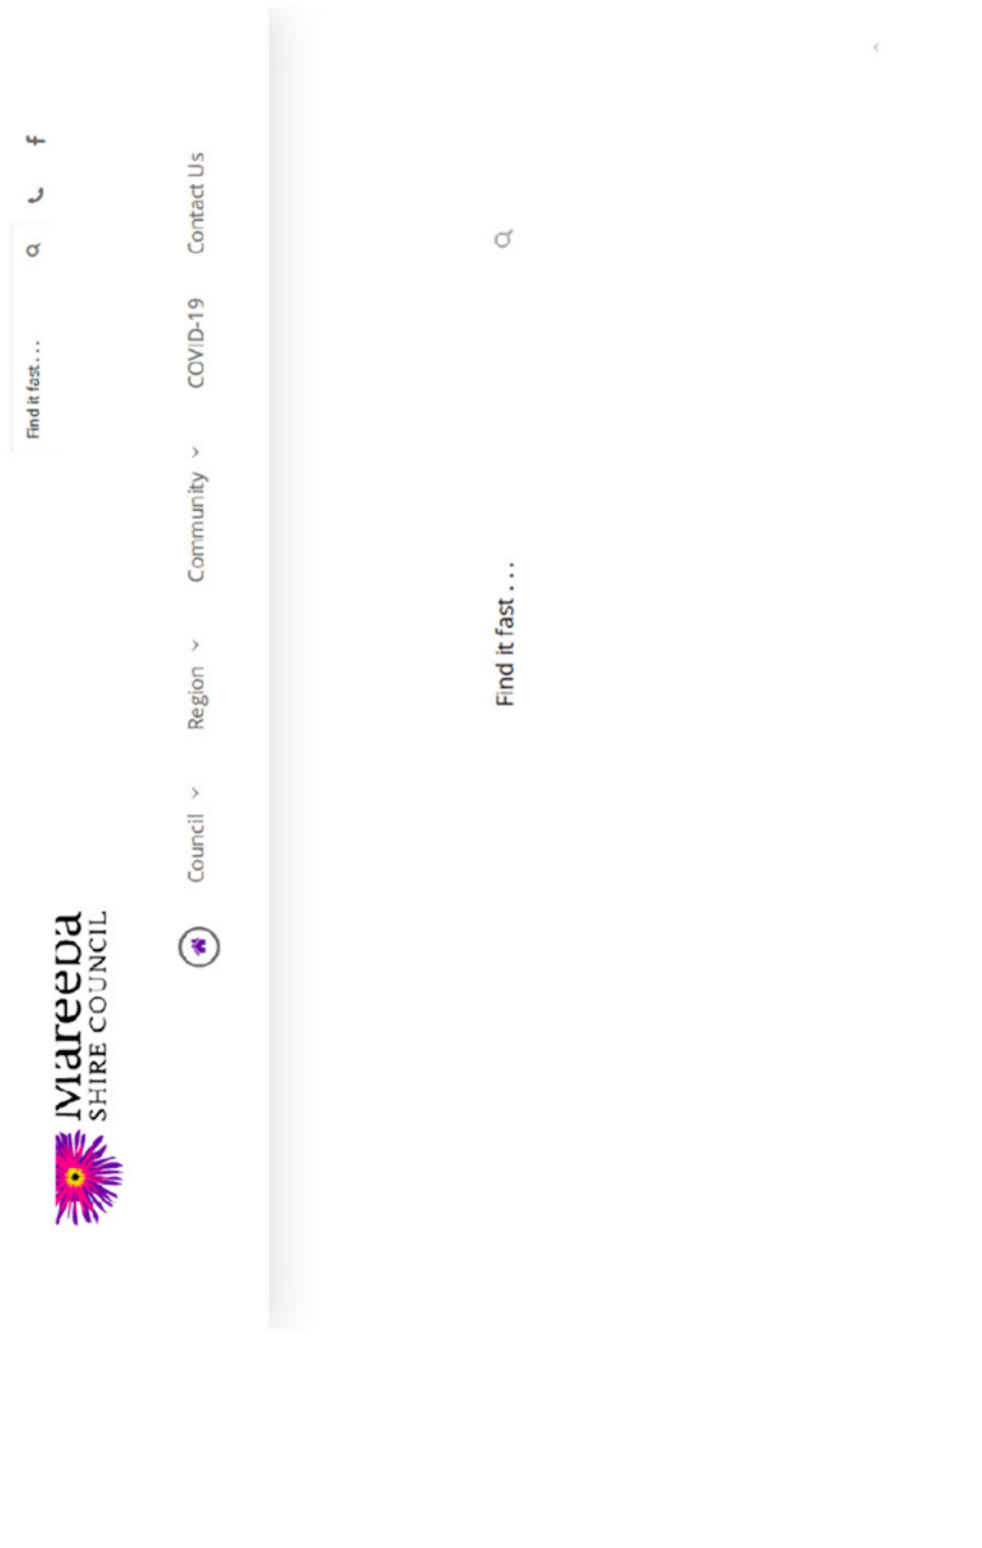 Find it fast . . .
Mareeba
SHIRE COUNCIL
Council
Region
Community
COVID-19
Contact Us
Find it fast . . .